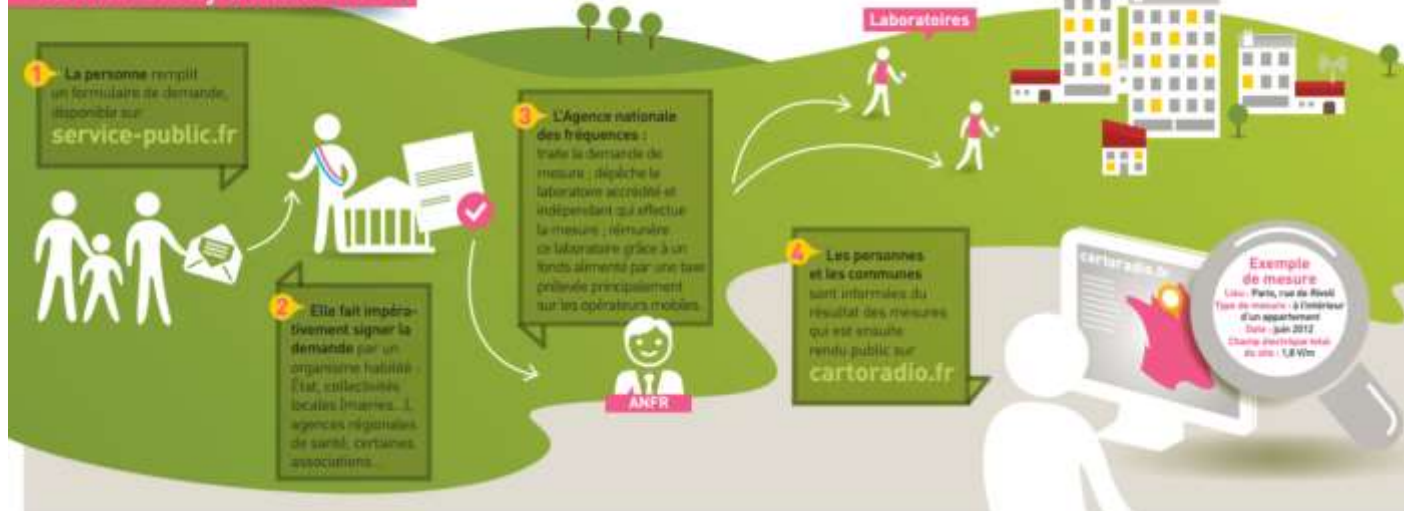 1 La personne remplit
un formulaire de demande,
disponible sur
service-public.fr
2 Elle fait impéra-
tivement signer la
demande par un
organisme habilité :
État, collectivités
locales (mairies...),
agences régionales
de santé, certaines
associations...
3 L'Agence nationale
des fréquences :
traite la demande de
mesure ; dépêche le
laboratoire accrédité et
indépendant qui effectue
la mesure ; rémunère
ce laboratoire grâce à un
fonds alimenté par une taxe
prélevée principalement
sur les opérateurs mobiles.
ANFR
Laboratoires
4 Les personnes
et les communes
sont informées du
résultat des mesures
qui est ensuite
rendu public sur
cartoradio.fr
cartoradio.fr
Exemple
de mesure
Lieu : Paris, rue de Rivoli
Type de mesure : à l'intérieur
d'un appartement
Date : juin 2012
Champ électrique total
du site : 1,8 V/m